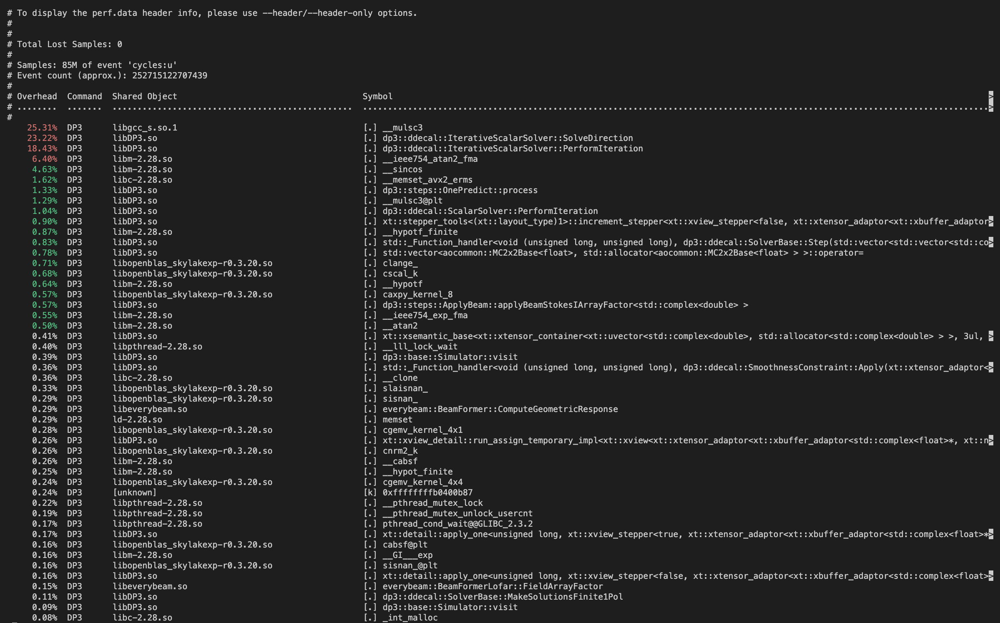 # To display the perf.data header info, please use --header/--header-only options.
#
#
# Total Lost Samples: 0
#
# Samples: 85M of event 'cycles:u'
# Event count (approx.): 252715122707439
#
# Overhead  Command  Shared Object                                     Symbol >
# ........  .......  ................................................  ............................................................................................................................>
#
    25.31%  DP3      libgcc_s.so.1                                     [.] __mulsc3
    23.22%  DP3      libDP3.so                                         [.] dp3::ddecal::IterativeScalarSolver::SolveDirection
    18.43%  DP3      libDP3.so                                         [.] dp3::ddecal::IterativeScalarSolver::PerformIteration
     6.40%  DP3      libm-2.28.so                                      [.] __ieee754_atan2_fma
     4.63%  DP3      libm-2.28.so                                      [.] __sincos
     1.62%  DP3      libc-2.28.so                                      [.] __memset_avx2_erms
     1.33%  DP3      libDP3.so                                         [.] dp3::steps::OnePredict::process
     1.29%  DP3      libDP3.so                                         [.] __mulsc3@plt
     1.04%  DP3      libDP3.so                                         [.] dp3::ddecal::ScalarSolver::PerformIteration
     0.90%  DP3      libDP3.so                                         [.] xt::stepper_tools<(xt::layout_type)1>::increment_stepper<xt::xview_stepper<false, xt::xtensor_adaptor<xt::xbuffer_adaptor>
     0.87%  DP3      libm-2.28.so                                      [.] __hypotf_finite
     0.83%  DP3      libDP3.so                                         [.] std::_Function_handler<void (unsigned long, unsigned long), dp3::ddecal::SolverBase::Step(std::vector<std::vector<std::co>
     0.78%  DP3      libDP3.so                                         [.] std::vector<aocommon::MC2x2Base<float>, std::allocator<aocommon::MC2x2Base<float> > >::operator=
     0.71%  DP3      libopenblas_skylakexp-r0.3.20.so                  [.] clange_
     0.68%  DP3      libopenblas_skylakexp-r0.3.20.so                  [.] cscal_k
     0.64%  DP3      libm-2.28.so                                      [.] __hypotf
     0.57%  DP3      libopenblas_skylakexp-r0.3.20.so                  [.] caxpy_kernel_8
     0.57%  DP3      libDP3.so                                         [.] dp3::steps::ApplyBeam::applyBeamStokesIArrayFactor<std::complex<double> >
     0.55%  DP3      libm-2.28.so                                      [.] __ieee754_exp_fma
     0.50%  DP3      libm-2.28.so                                      [.] __atan2
     0.41%  DP3      libDP3.so                                         [.] xt::xsemantic_base<xt::xtensor_container<xt::uvector<std::complex<double>, std::allocator<std::complex<double> > >, 3ul, >
     0.40%  DP3      libpthread-2.28.so                                [.] __lll_lock_wait
     0.39%  DP3      libDP3.so                                         [.] dp3::base::Simulator::visit
     0.36%  DP3      libDP3.so                                         [.] std::_Function_handler<void (unsigned long, unsigned long), dp3::ddecal::SmoothnessConstraint::Apply(xt::xtensor_adaptor<>
     0.36%  DP3      libc-2.28.so                                      [.] __clone
     0.33%  DP3      libopenblas_skylakexp-r0.3.20.so                  [.] slaisnan_
     0.29%  DP3      libopenblas_skylakexp-r0.3.20.so                  [.] sisnan_
     0.29%  DP3      libeverybeam.so                                   [.] everybeam::BeamFormer::ComputeGeometricResponse
     0.29%  DP3      ld-2.28.so                                        [.] memset
     0.28%  DP3      libopenblas_skylakexp-r0.3.20.so                  [.] cgemv_kernel_4x1
     0.26%  DP3      libDP3.so                                         [.] xt::xview_detail::run_assign_temporary_impl<xt::xview<xt::xtensor_adaptor<xt::xbuffer_adaptor<std::complex<float>*, xt::n>
     0.26%  DP3      libopenblas_skylakexp-r0.3.20.so                  [.] cnrm2_k
     0.26%  DP3      libm-2.28.so                                      [.] __cabsf
     0.25%  DP3      libm-2.28.so                                      [.] __hypot_finite
     0.24%  DP3      libopenblas_skylakexp-r0.3.20.so                  [.] cgemv_kernel_4x4
     0.24%  DP3      [unknown]                                         [k] 0xffffffffb0400b87
     0.22%  DP3      libpthread-2.28.so                                [.] __pthread_mutex_lock
     0.19%  DP3      libpthread-2.28.so                                [.] __pthread_mutex_unlock_usercnt
     0.17%  DP3      libpthread-2.28.so                                [.] pthread_cond_wait@@GLIBC_2.3.2
     0.17%  DP3      libDP3.so                                         [.] xt::detail::apply_one<unsigned long, xt::xview_stepper<true, xt::xtensor_adaptor<xt::xbuffer_adaptor<std::complex<float>*>
     0.16%  DP3      libopenblas_skylakexp-r0.3.20.so                  [.] cabsf@plt
     0.16%  DP3      libm-2.28.so                                      [.] __GI___exp
     0.16%  DP3      libopenblas_skylakexp-r0.3.20.so                  [.] sisnan_@plt
     0.16%  DP3      libDP3.so                                         [.] xt::detail::apply_one<unsigned long, xt::xview_stepper<false, xt::xtensor_adaptor<xt::xbuffer_adaptor<std::complex<float>>
     0.15%  DP3      libeverybeam.so                                   [.] everybeam::BeamFormerLofar::FieldArrayFactor
     0.11%  DP3      libDP3.so                                         [.] dp3::ddecal::SolverBase::MakeSolutionsFinite1Pol
     0.09%  DP3      libDP3.so                                         [.] dp3::base::Simulator::visit
     0.08%  DP3      libc-2.28.so                                      [.] _int_malloc